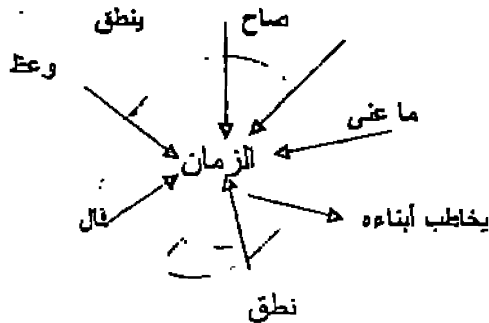 صاح
ينطق
وعظ
ما عنى
الزمان
يخاطب أبناءه
قال
نطق